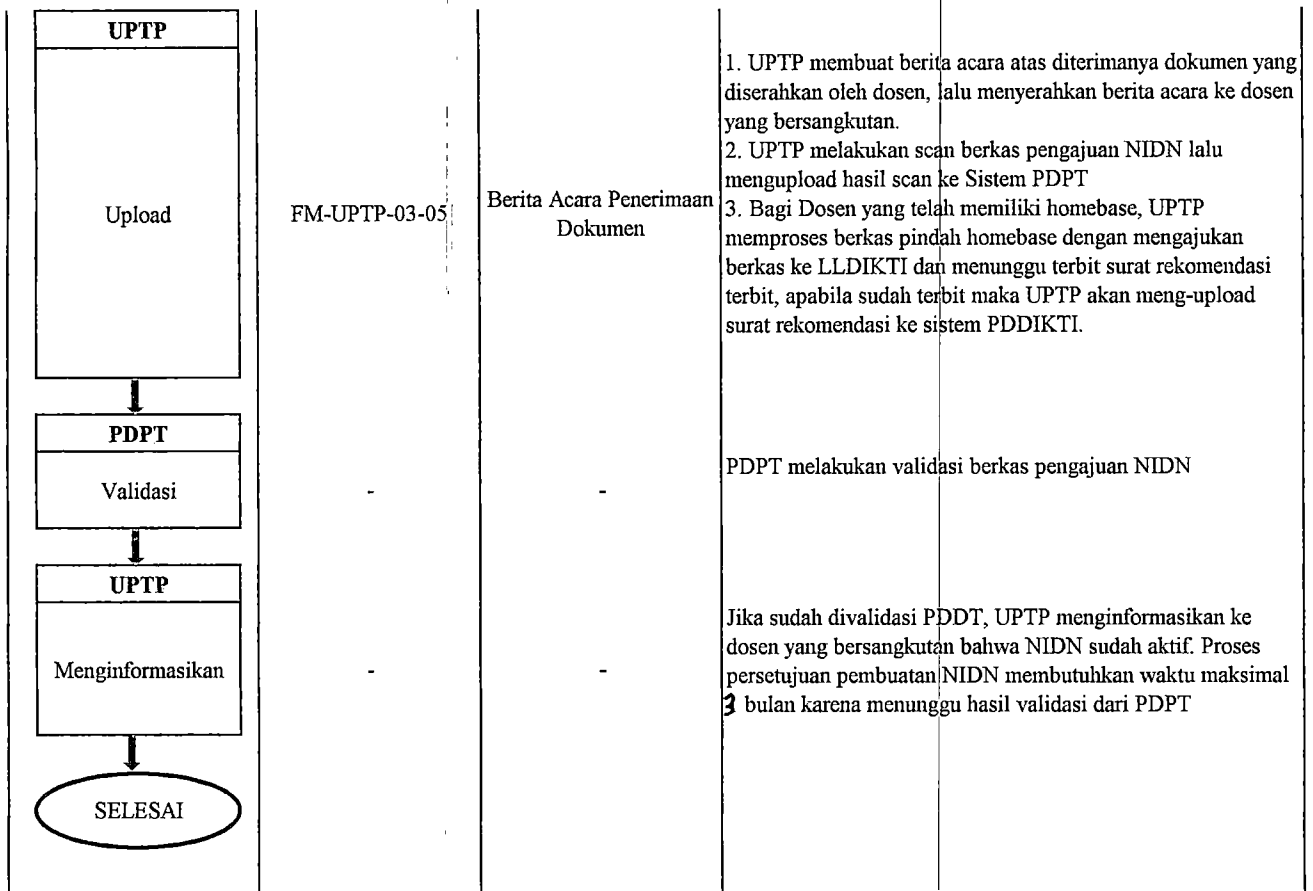 UPTP
Upload
FM-UPTP-03-05
Berita Acara Penerimaan
Dokumen
1. UPTP membuat berita acara atas diterimanya dokumen yang
diserahkan oleh dosen, lalu menyerahkan berita acara ke dosen
yang bersangkutan.
2. UPTP melakukan scan berkas pengajuan NIDN lalu
mengupload hasil scan ke Sistem PDPT
3. Bagi Dosen yang telah memiliki homebase, UPTP
memproses berkas pindah homebase dengan mengajukan
berkas ke LLDIKTI dan menunggu terbit surat rekomendasi
terbit, apabila sudah terbit maka UPTP akan meng-upload
surat rekomendasi ke sistem PDDIKTI.
PDPT
Validasi
-
-
PDPT melakukan validasi berkas pengajuan NIDN
UPTP
Menginformasikan
-
-
Jika sudah divalidasi PDDT, UPTP menginformasikan ke
dosen yang bersangkutan bahwa NIDN sudah aktif. Proses
persetujuan pembuatan NIDN membutuhkan waktu maksimal
3 bulan karena menunggu hasil validasi dari PDPT
SELESAI